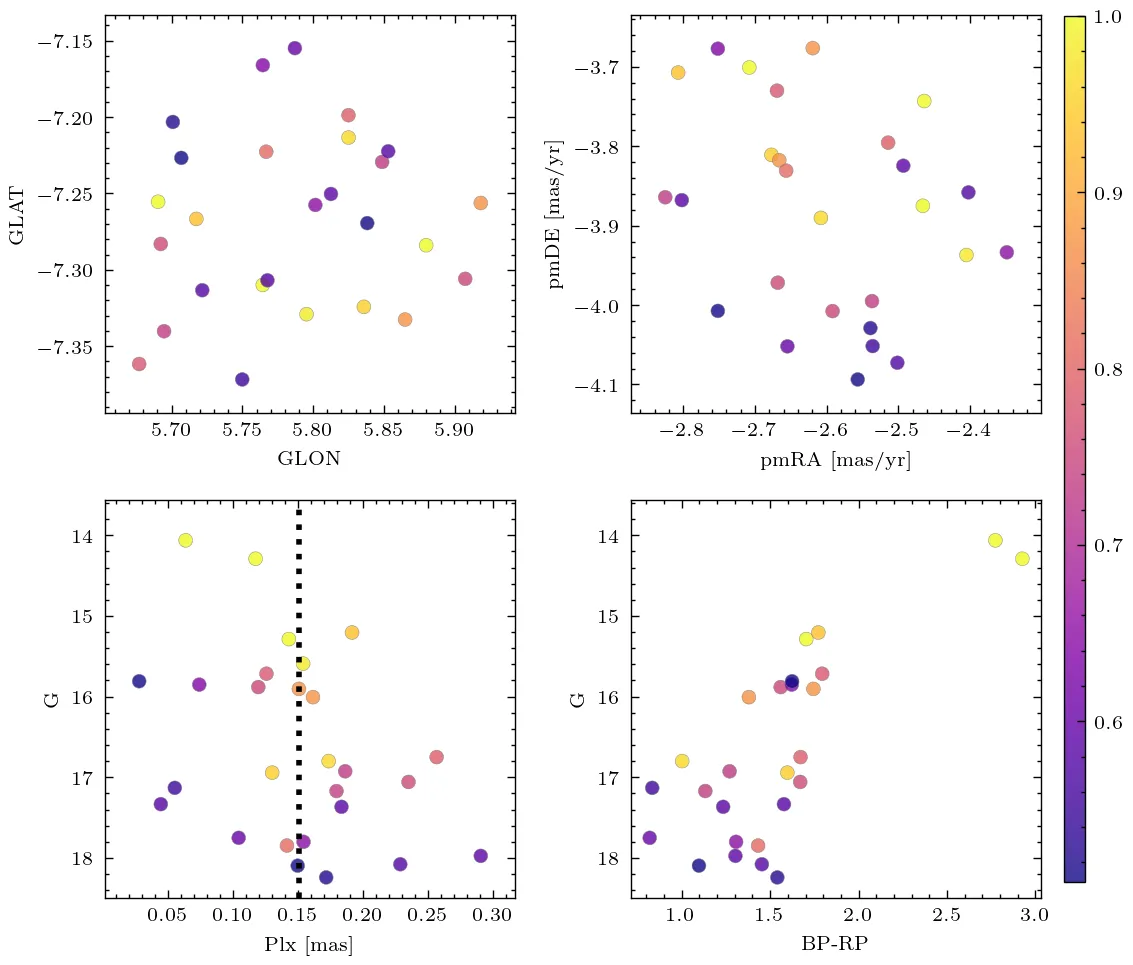 −7.15
−7.20
−7.25
−7.30
−7.35
GLAT
5.70 5.75 5.80 5.85 5.90
GLON
−3.7
−3.8
−3.9
−4.0
−4.1
pmDE [mas/yr]
−2.8 −2.7 −2.6 −2.5 −2.4
pmRA [mas/yr]
14
15
16
17
18
G
0.05 0.10 0.15 0.20 0.25 0.30
Plx [mas]
14
15
16
17
18
G
1.0 1.5 2.0 2.5 3.0
BP-RP
1.0
0.9
0.8
0.7
0.6